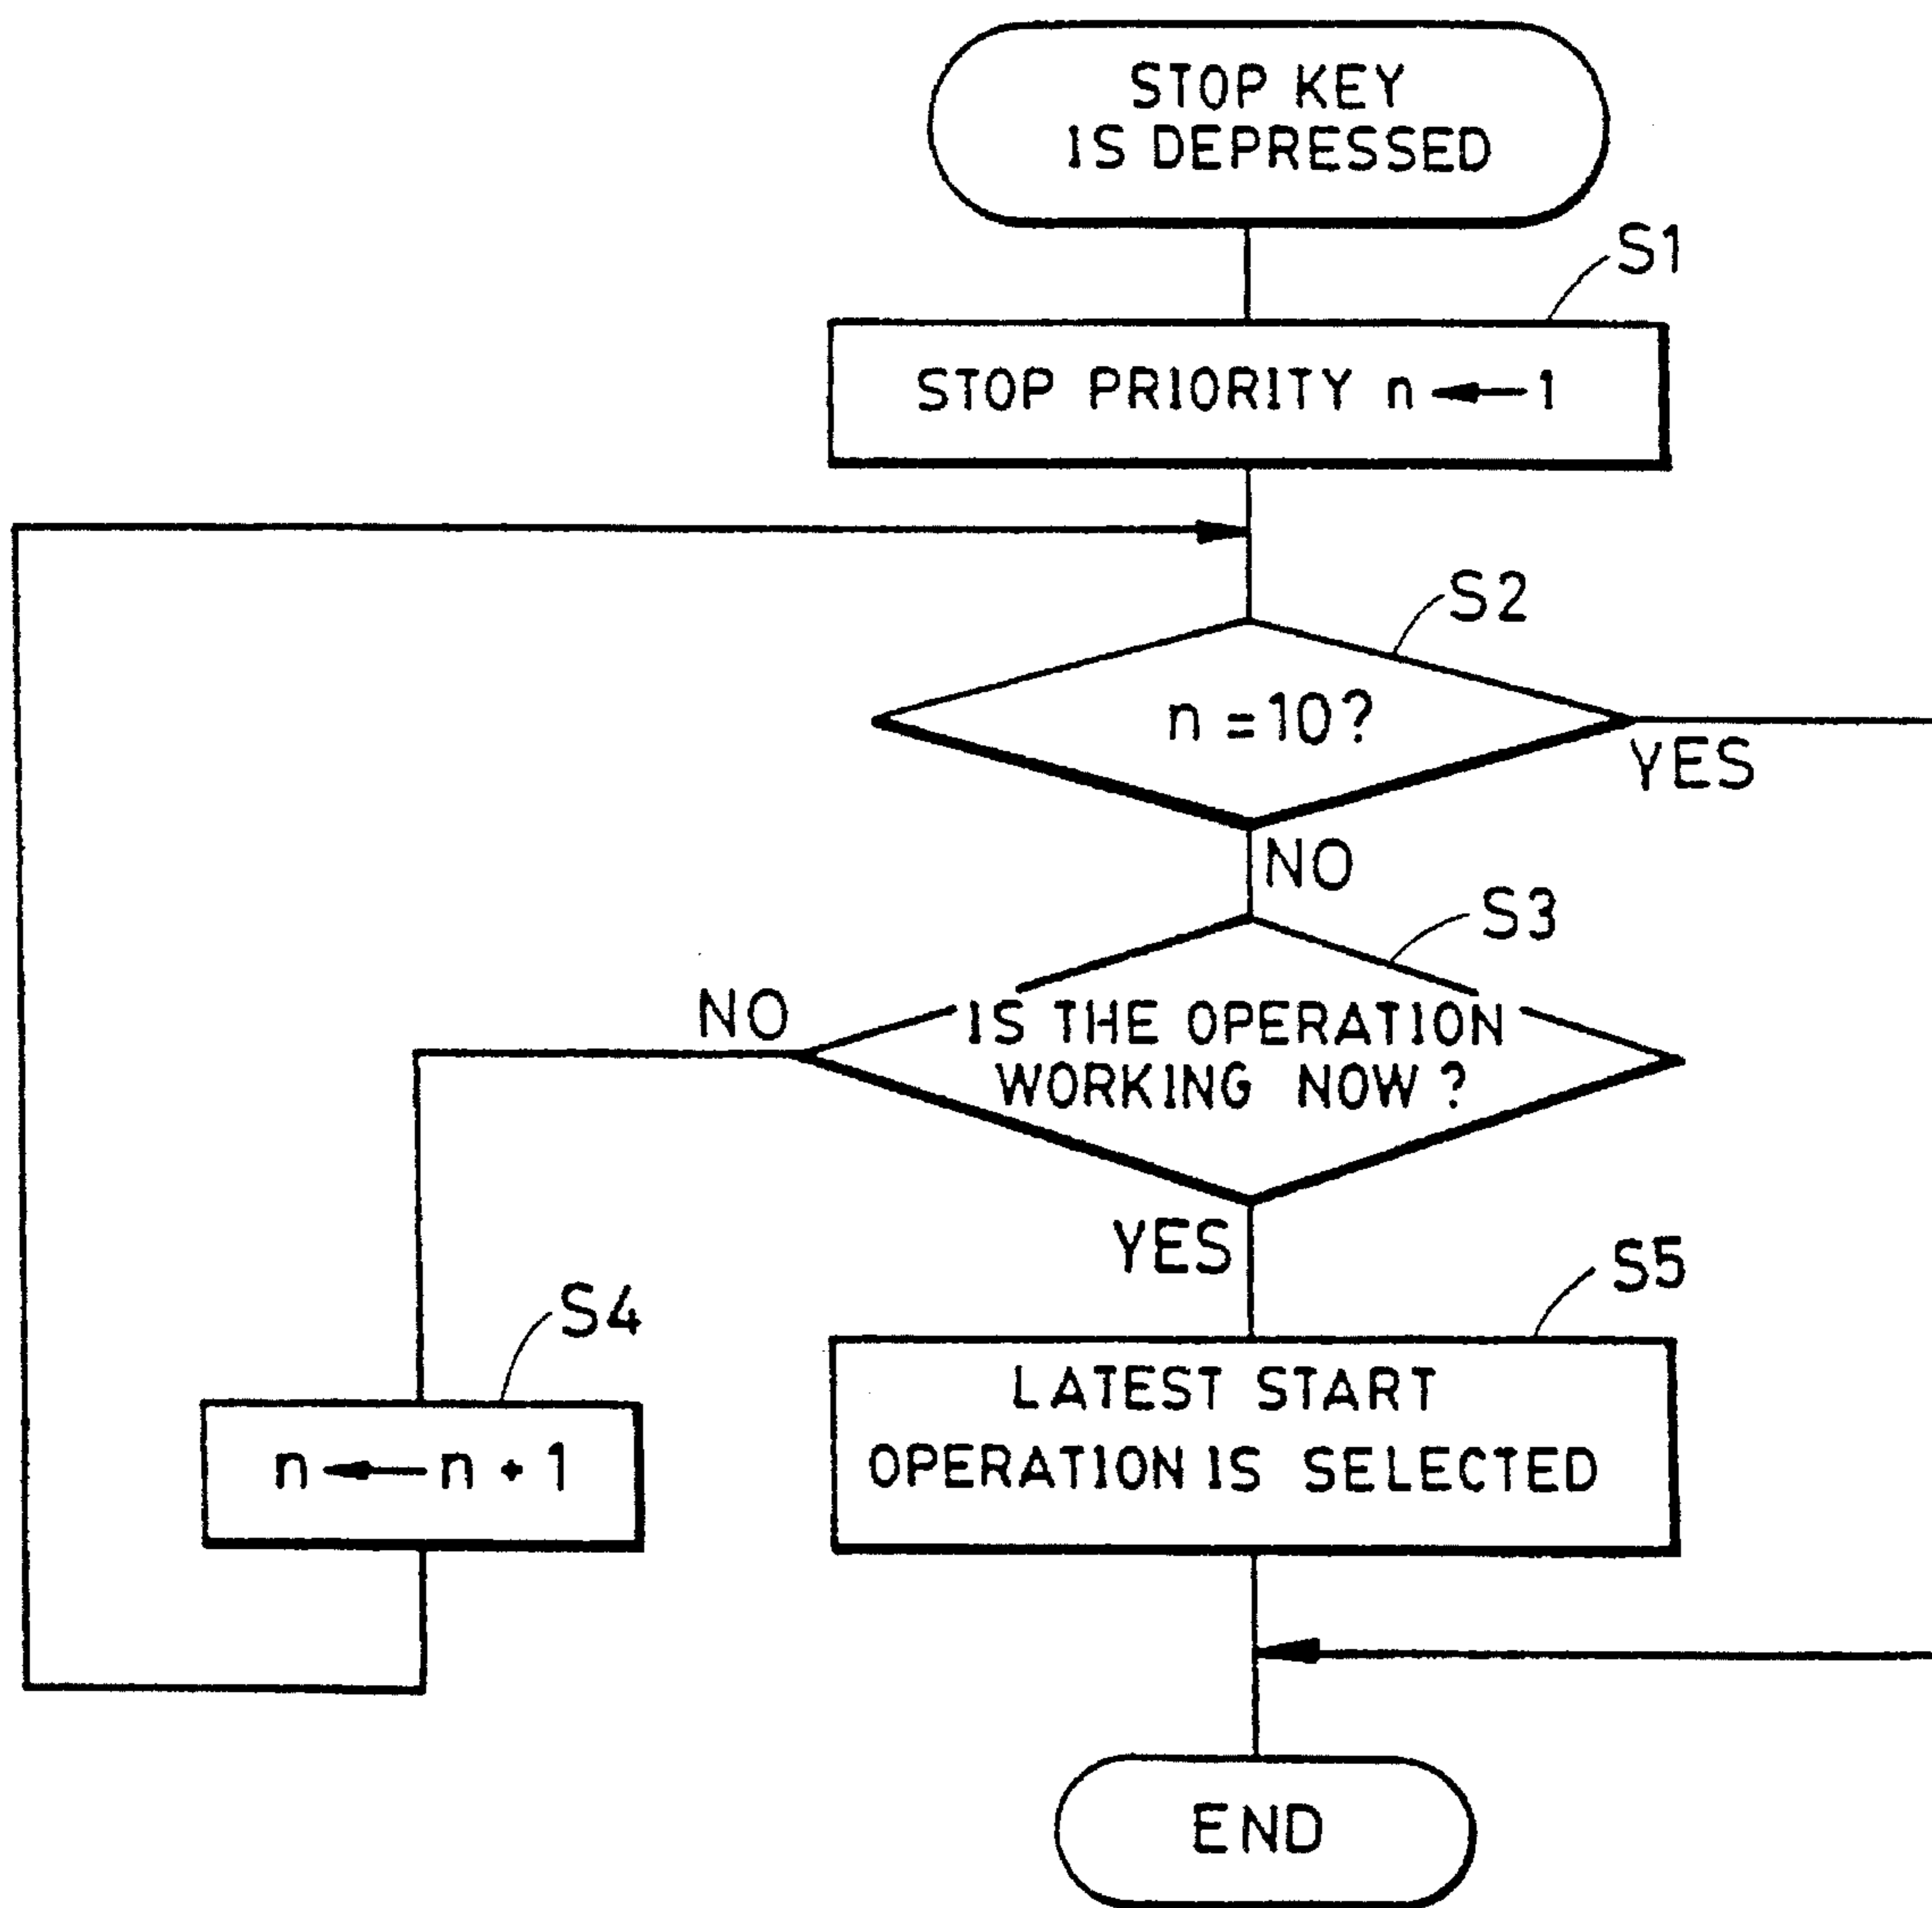 STOP KEY
IS DEPRESSED
S1
STOP PRIORITY n ← 1
S2
n = 10?
YES
NO
S3
NO
IS THE OPERATION
WORKING NOW?
YES
S5
S4
LATEST START
OPERATION IS SELECTED
n ← n + 1
END